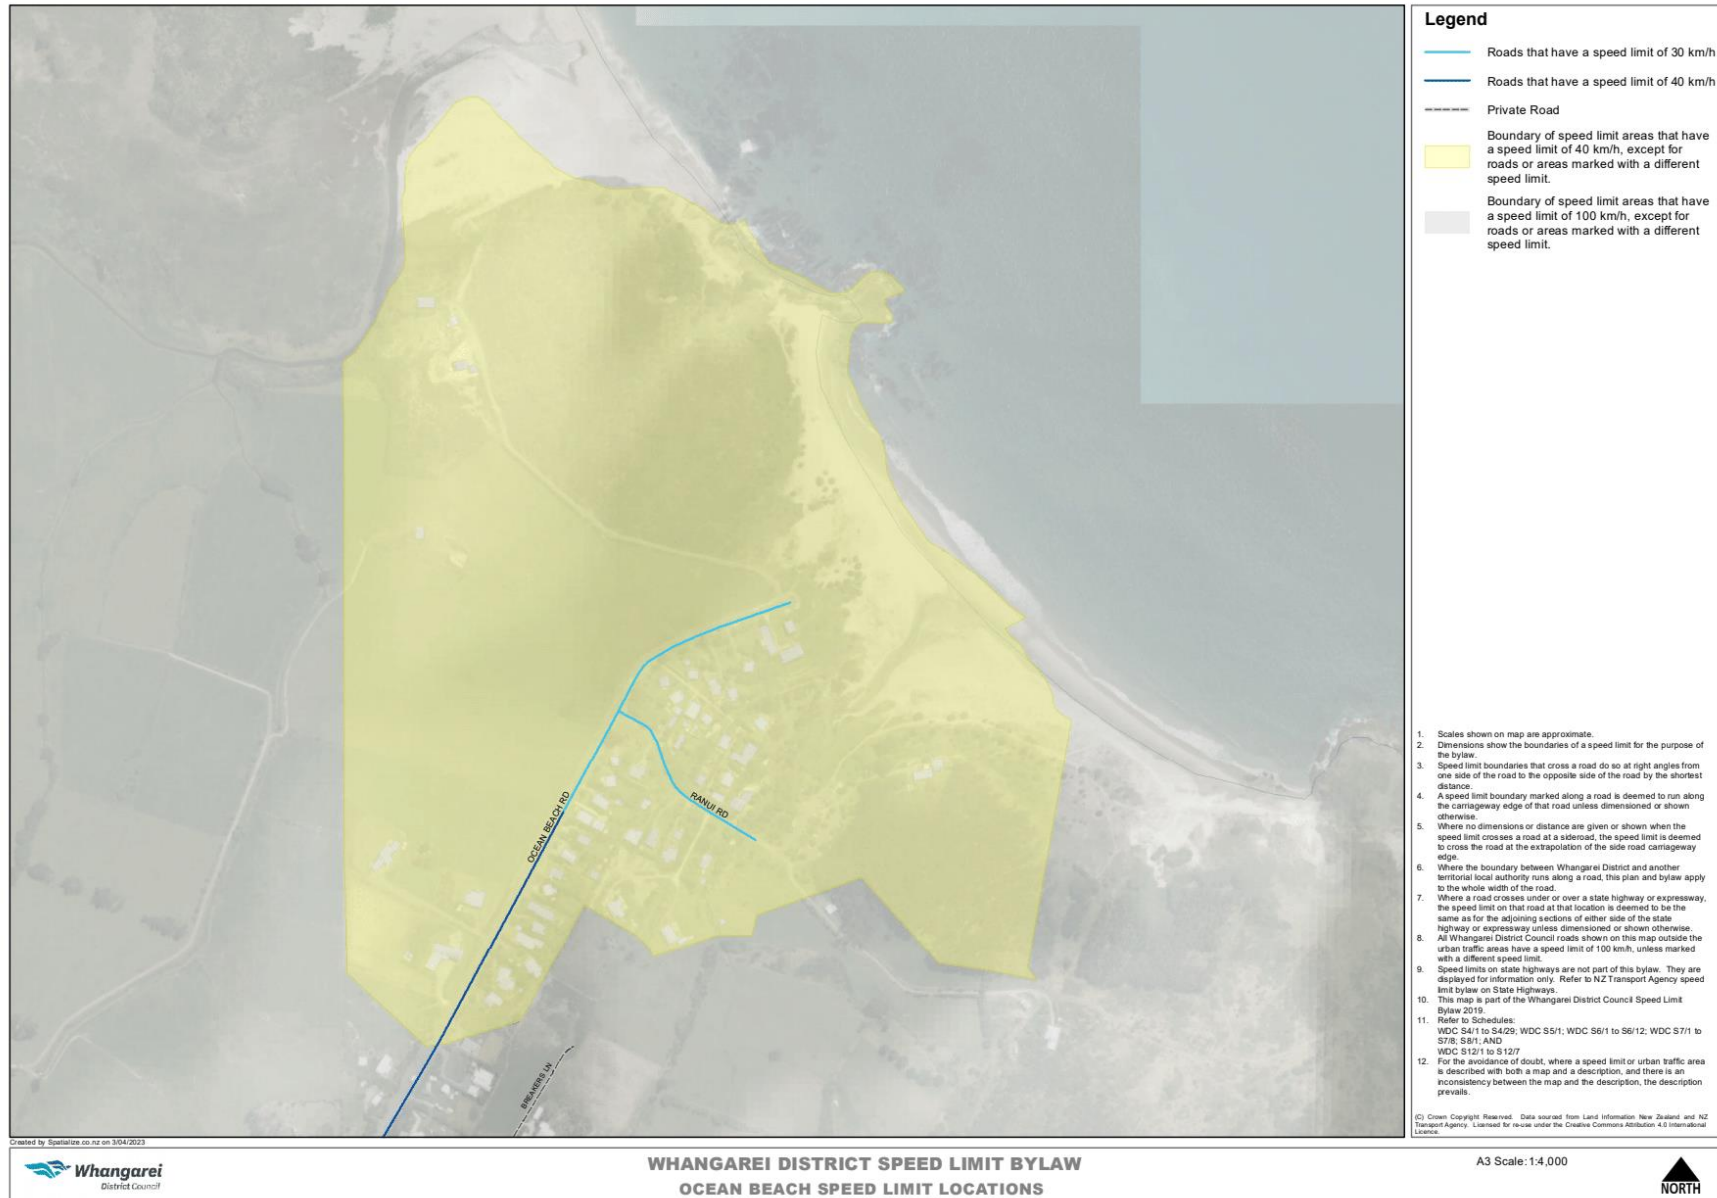 Legend
Roads that have a speed limit of 30 km/h
Roads that have a speed limit of 40 km/h
Private Road
Boundary of speed limit areas that have
a speed limit of 40 km/h, except for
roads or areas marked with a different
speed limit.
Boundary of speed limit areas that have
a speed limit of 100 km/h, except for
roads or areas marked with a different
speed limit.
OCEAN BEACH RD
RANUI RD
BREAKERS LN
1. Scales shown on map are approximate.
2. Dimensions show the boundaries of a speed limit for the purpose of
the bylaw.
3. Speed limit boundaries that cross a road do so at right angles from
one side of the road to the opposite side of the road by the shortest
distance.
4. A speed limit boundary marked along a road is deemed to run along
the carriageway edge of that road unless dimensioned or shown
otherwise.
5. Where no dimensions or distance are given or shown when the
speed limit crosses a road at a sideroad, the speed limit is deemed
to cross the road at the extrapolation of the side road carriageway
edge.
6. Where the boundary between Whangarei District and another
territorial local authority runs along a road, this plan and bylaw apply
to the whole width of the road.
7. Where a road crosses under or over a state highway or expressway,
the speed limit on that road at that location is deemed to be the
same as for the adjoining sections of either side of the state
highway or expressway unless dimensioned or shown otherwise.
8. All Whangarei District Council roads shown on this map outside the
urban traffic areas have a speed limit of 100 km/h, unless marked
with a different speed limit.
9. Speed limits on state highways are not part of this bylaw. They are
displayed for information only. Refer to NZ Transport Agency speed
limit bylaw on State Highways.
10. This map is part of the Whangarei District Council Speed Limit
Bylaw 2019.
11. Refer to Schedules:
WDC S4/1 to S4/29; WDC S5/1; WDC S6/1 to S6/12; WDC S7/1 to
S7/8; S8/1; AND
WDC S12/1 to S12/7
12. For the avoidance of doubt, where a speed limit or urban traffic area
is described with both a map and a description, and there is an
inconsistency between the map and the description, the description
prevails.
(C) Crown Copyright Reserved. Data sourced from Land Information New Zealand and NZ
Transport Agency. Licensed for re-use under the Creative Commons Attribution 4.0 International
Licence.
Created by Spatialize.co.nz on 3/04/2023
Whangarei
District Council
WHANGAREI DISTRICT SPEED LIMIT BYLAW
OCEAN BEACH SPEED LIMIT LOCATIONS
A3 Scale: 1:4,000
NORTH